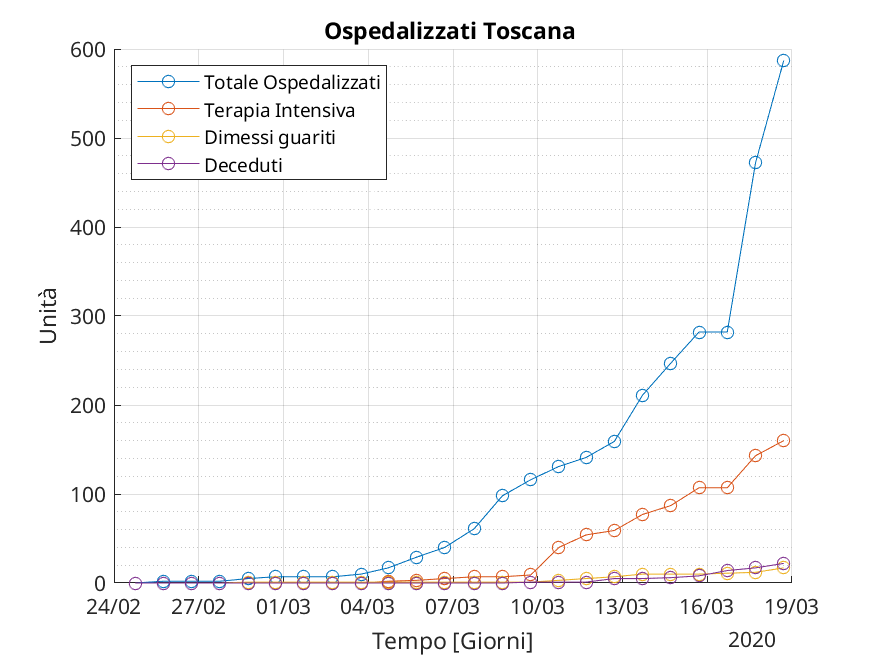 Ospedalizzati Toscana
600
500
400
300
200
100
0
Unità
Totale Ospedalizzati
Terapia Intensiva
Dimessi guariti
Deceduti
24/02 27/02 01/03 04/03 07/03 10/03 13/03 16/03 19/03
Tempo [Giorni]
2020